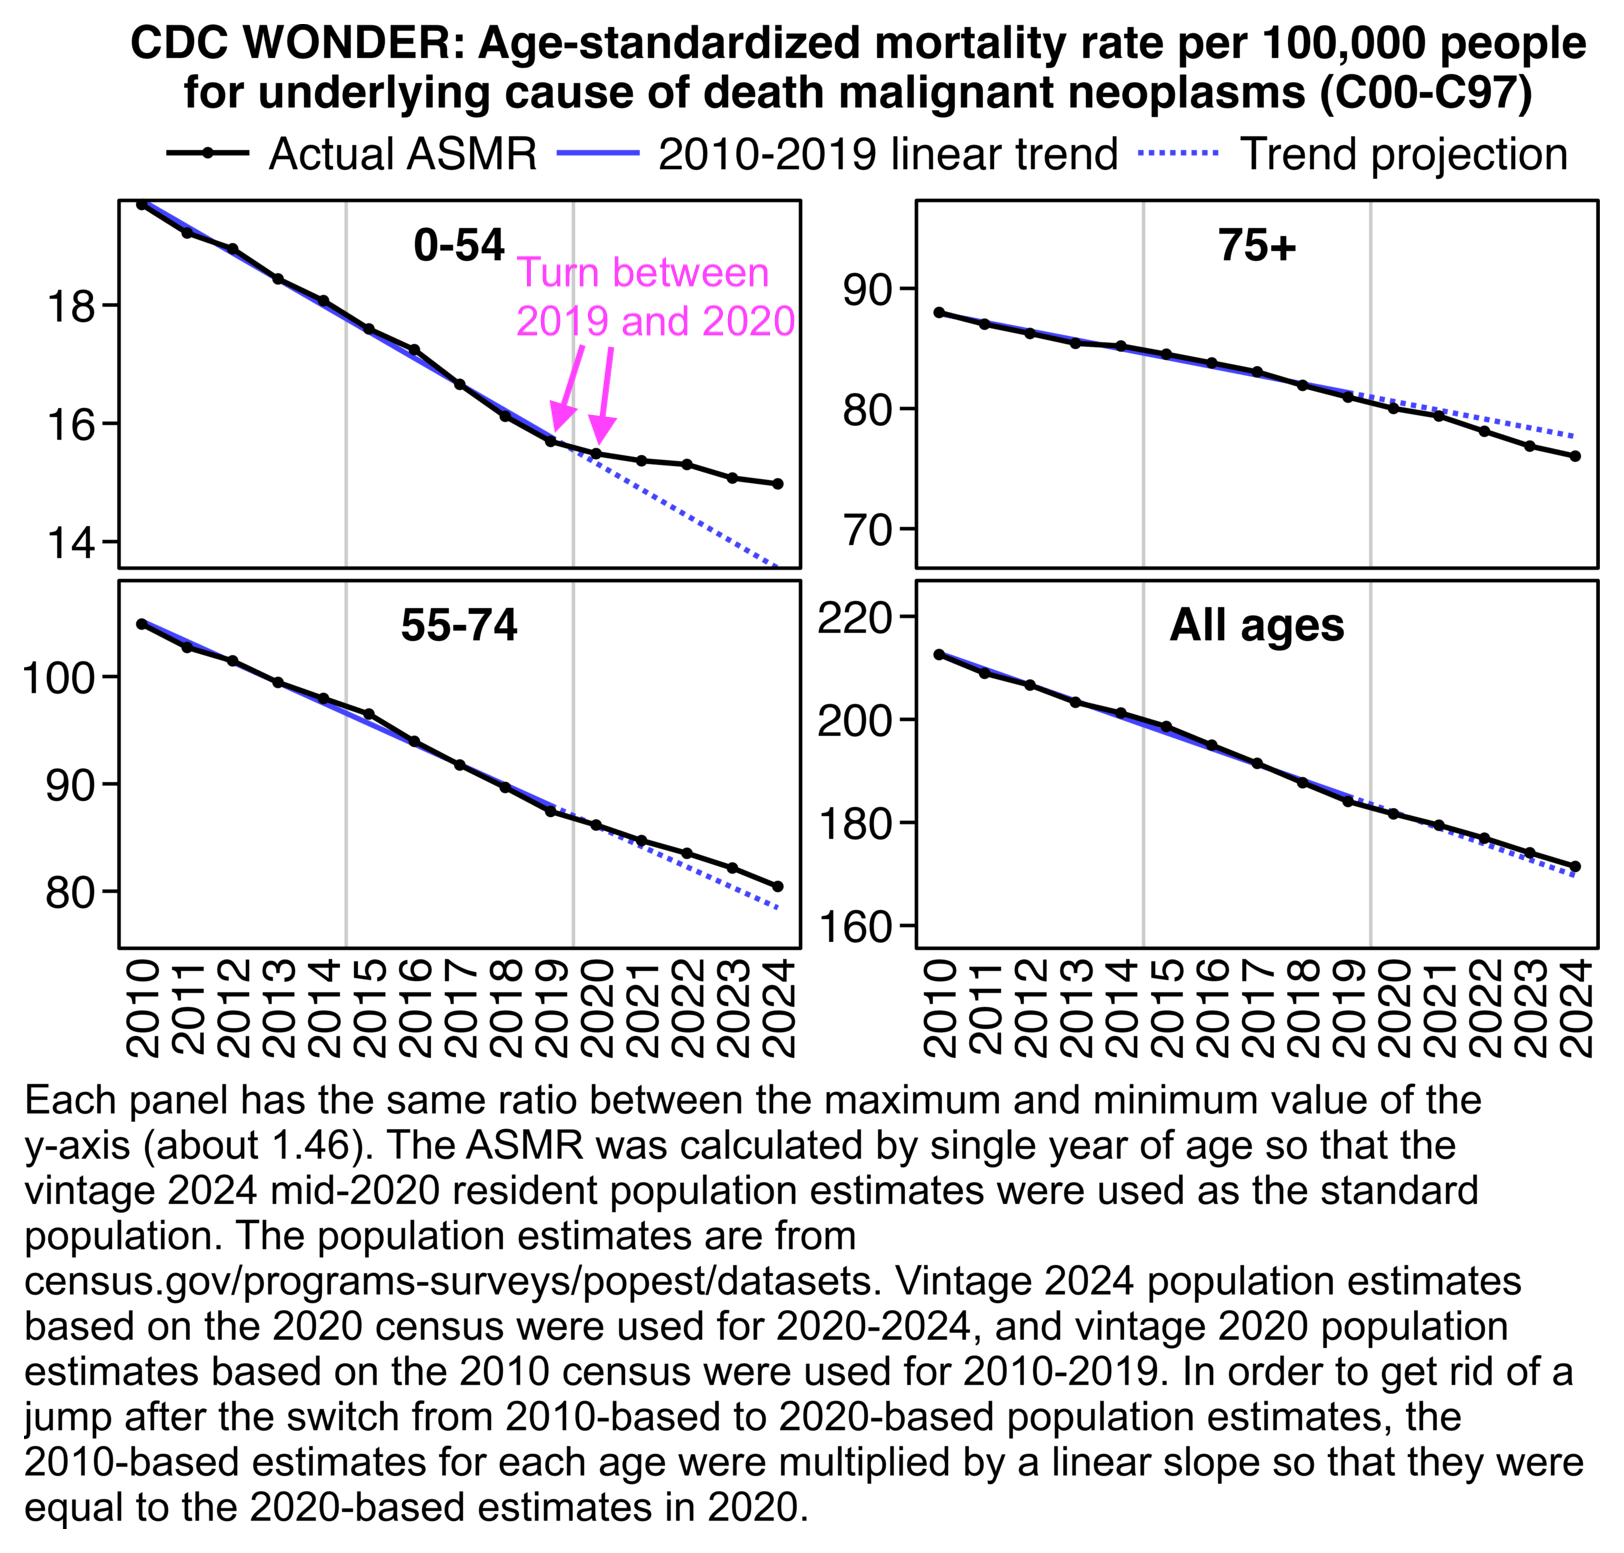 CDC WONDER: Age-standardized mortality rate per 100,000 people
for underlying cause of death malignant neoplasms (C00-C97)
Actual ASMR 2010-2019 linear trend Trend projection
0-54
Turn between
2019 and 2020
18
16
14
75+
90
80
70
55-74
100
90
80
All ages
220
200
180
160
2010 2011 2012 2013 2014 2015 2016 2017 2018 2019 2020 2021 2022 2023 2024
2010 2011 2012 2013 2014 2015 2016 2017 2018 2019 2020 2021 2022 2023 2024
Each panel has the same ratio between the maximum and minimum value of the
y-axis (about 1.46). The ASMR was calculated by single year of age so that the
vintage 2024 mid-2020 resident population estimates were used as the standard
population. The population estimates are from
census.gov/programs-surveys/popest/datasets. Vintage 2024 population estimates
based on the 2020 census were used for 2020-2024, and vintage 2020 population
estimates based on the 2010 census were used for 2010-2019. In order to get rid of a
jump after the switch from 2010-based to 2020-based population estimates, the
2010-based estimates for each age were multiplied by a linear slope so that they were
equal to the 2020-based estimates in 2020.